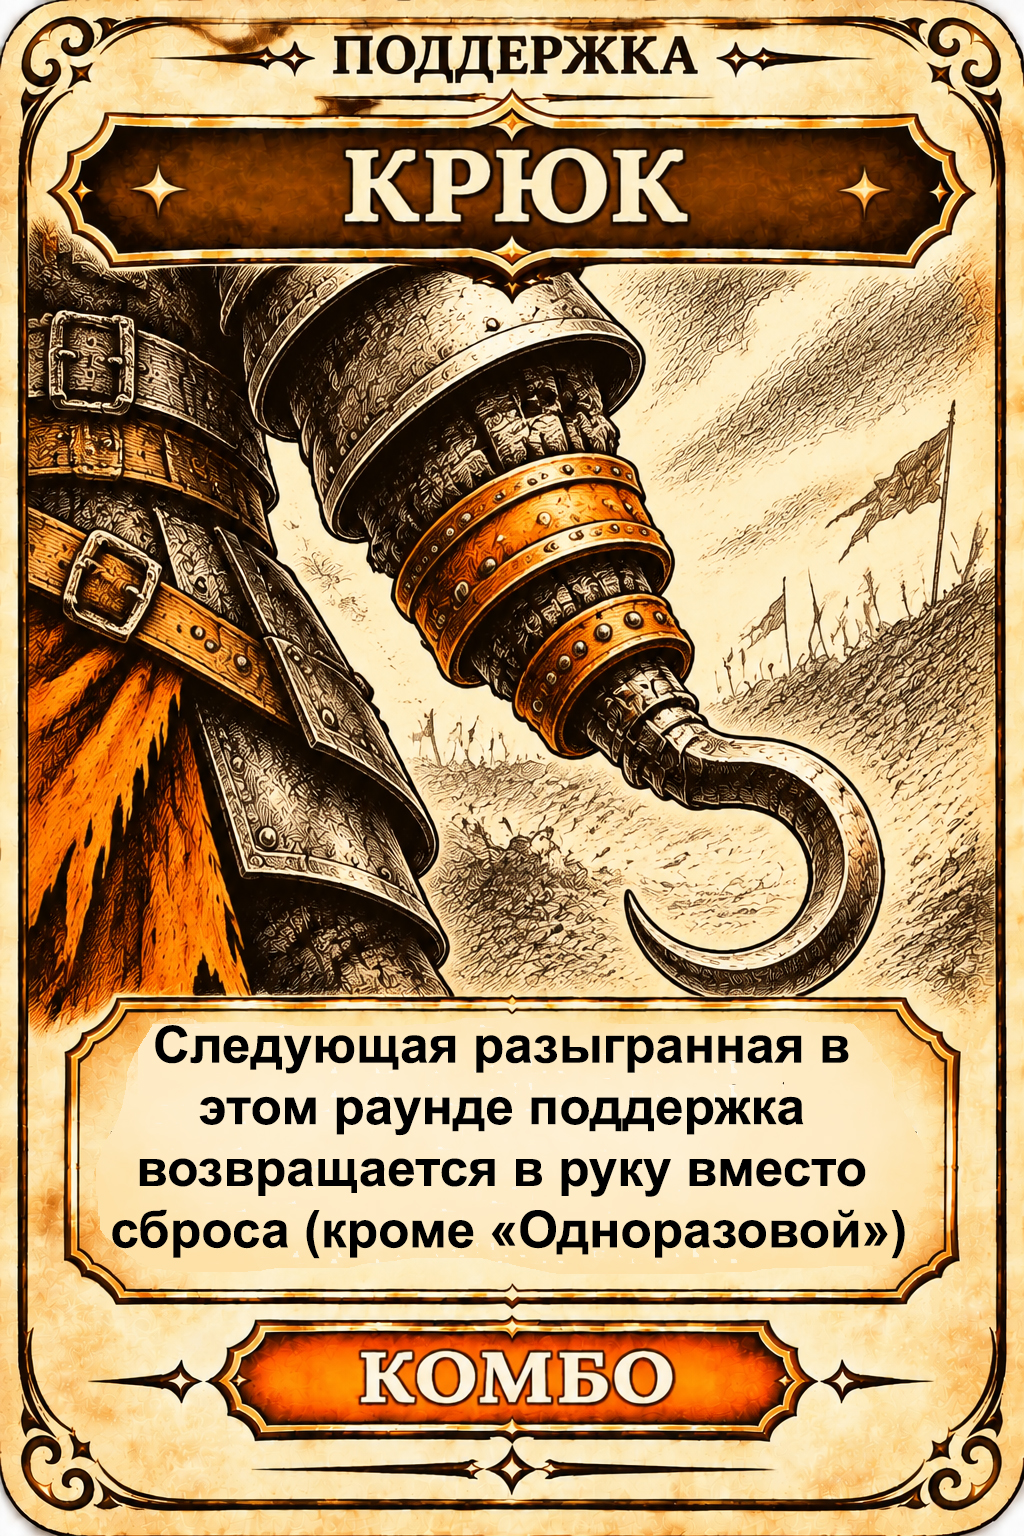 ПОДДЕРЖКА
КРЮК
Следующая разыгранная в
этом раунде поддержка
возвращается в руку вместо
сброса (кроме «Одноразовой»)
КОМБО